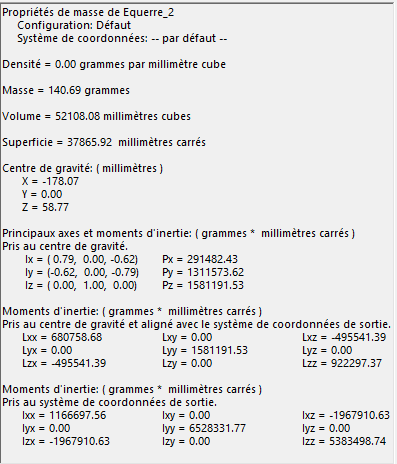 Propriétés de masse de Equerre_2
Configuration: Défaut
Système de coordonnées: -- par défaut --
Densité = 0.00 grammes par millimètre cube
Masse = 140.69 grammes
Volume = 52108.08 millimètres cubes
Superficie = 37865.92 millimètres carrés
Centre de gravité: ( millimètres )
X = -178.07
Y = 0.00
Z = 58.77
Principaux axes et moments d'inertie: ( grammes * millimètres carrés )
Pris au centre de gravité.
Ix = ( 0.79, 0.00, -0.62) Px = 291482.43
Iy = (-0.62, 0.00, -0.79) Py = 1311573.62
Iz = ( 0.00, 1.00, 0.00) Pz = 1581191.53
Moments d'inertie: ( grammes * millimètres carrés )
Pris au centre de gravité et aligné avec le système de coordonnées de sortie.
Lxx = 680758.68 Lxy = 0.00 Lxz = -495541.39
Lyx = 0.00 Lyy = 1581191.53 Lyz = 0.00
Lzx = -495541.39 Lzy = 0.00 Lzz = 922297.37
Moments d'inertie: ( grammes * millimètres carrés )
Pris au système de coordonnées de sortie.
Ixx = 1166697.56 Ixy = 0.00 Ixz = -1967910.63
Iyx = 0.00 Iyy = 6528331.77 Iyz = 0.00
Izx = -1967910.63 Izy = 0.00 Izz = 5383498.74